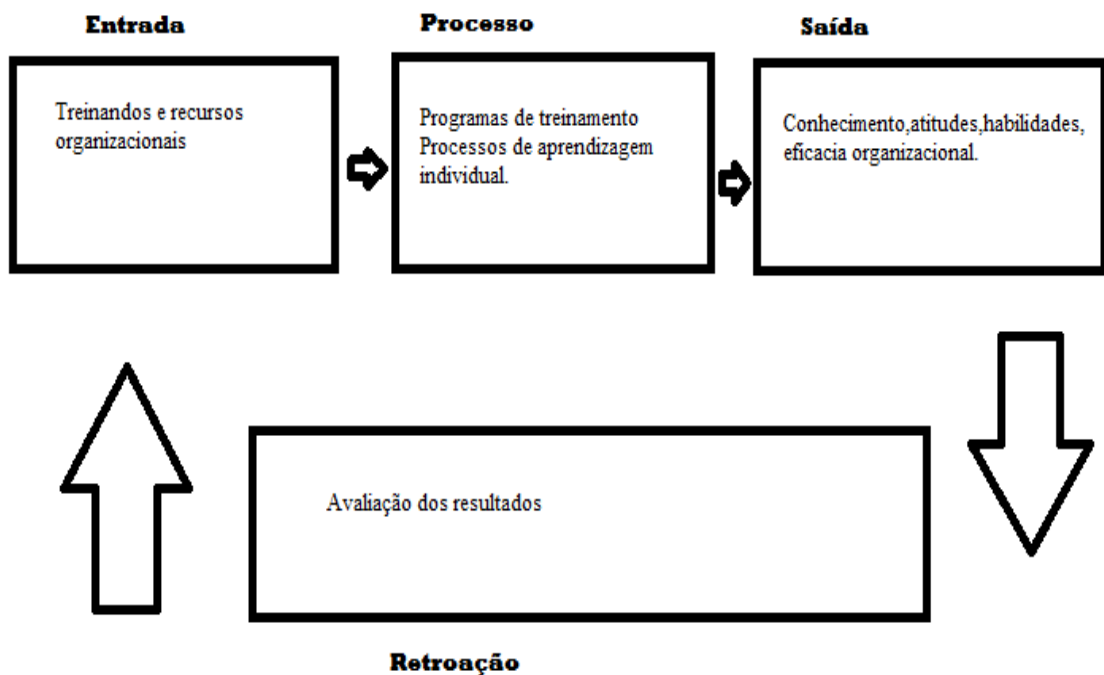 Entrada
Processo
Saída
Treinandos e recursos
organizacionais
Programas de treinamento
Processos de aprendizagem
individual.
Conhecimento,atitudes,habilidades,
eficacia organizacional.
Avaliação dos resultados
Retroação